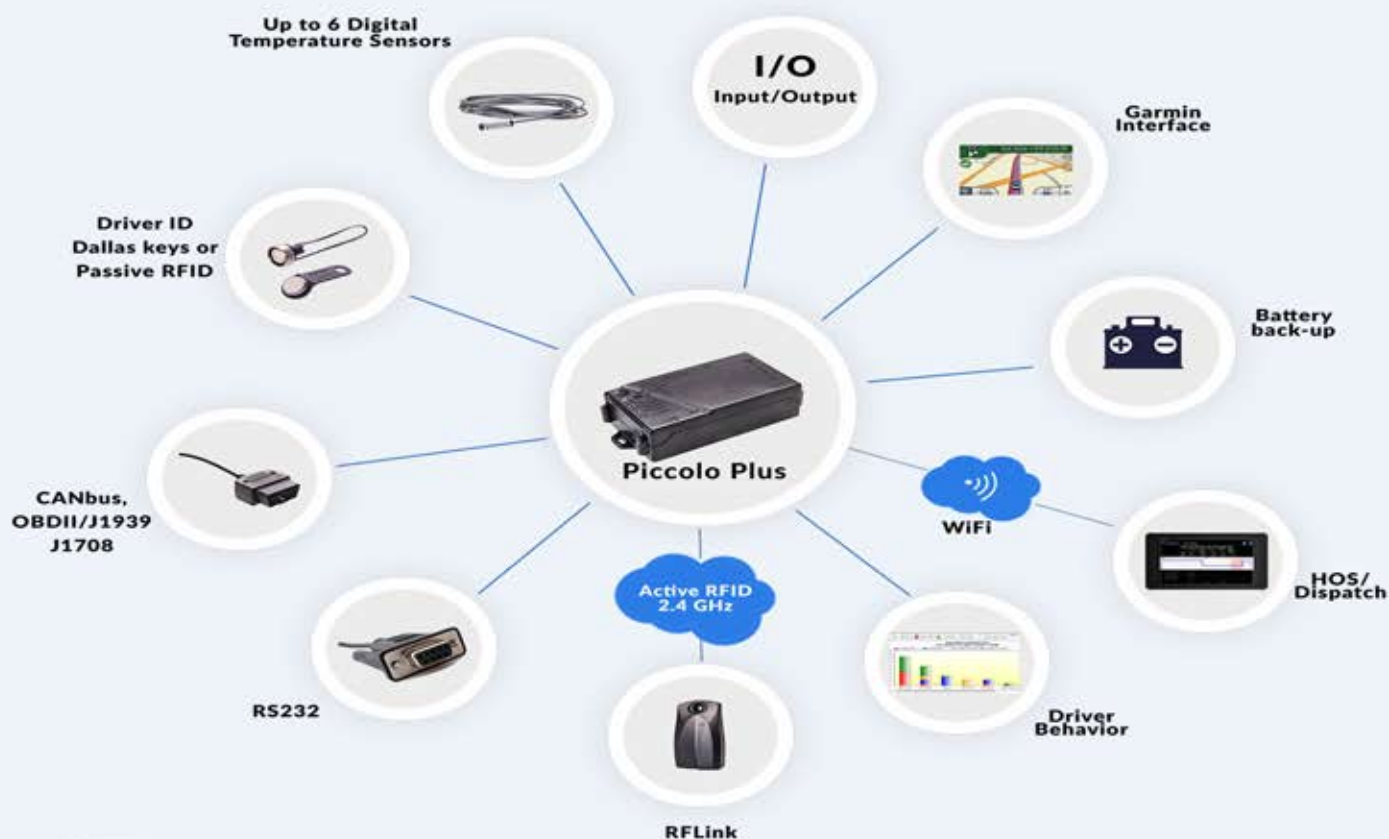 Up to 6 Digital
Temperature Sensors
I/O
Input/Output
Garmin
Interface
Driver ID
Dallas keys or
Passive RFID
Battery
back-up
Piccolo Plus
CANbus,
OBDII/J1939
J1708
WiFi
HOS/
Dispatch
Active RFID
2.4 GHz
RS232
Driver
Behavior
RFLink